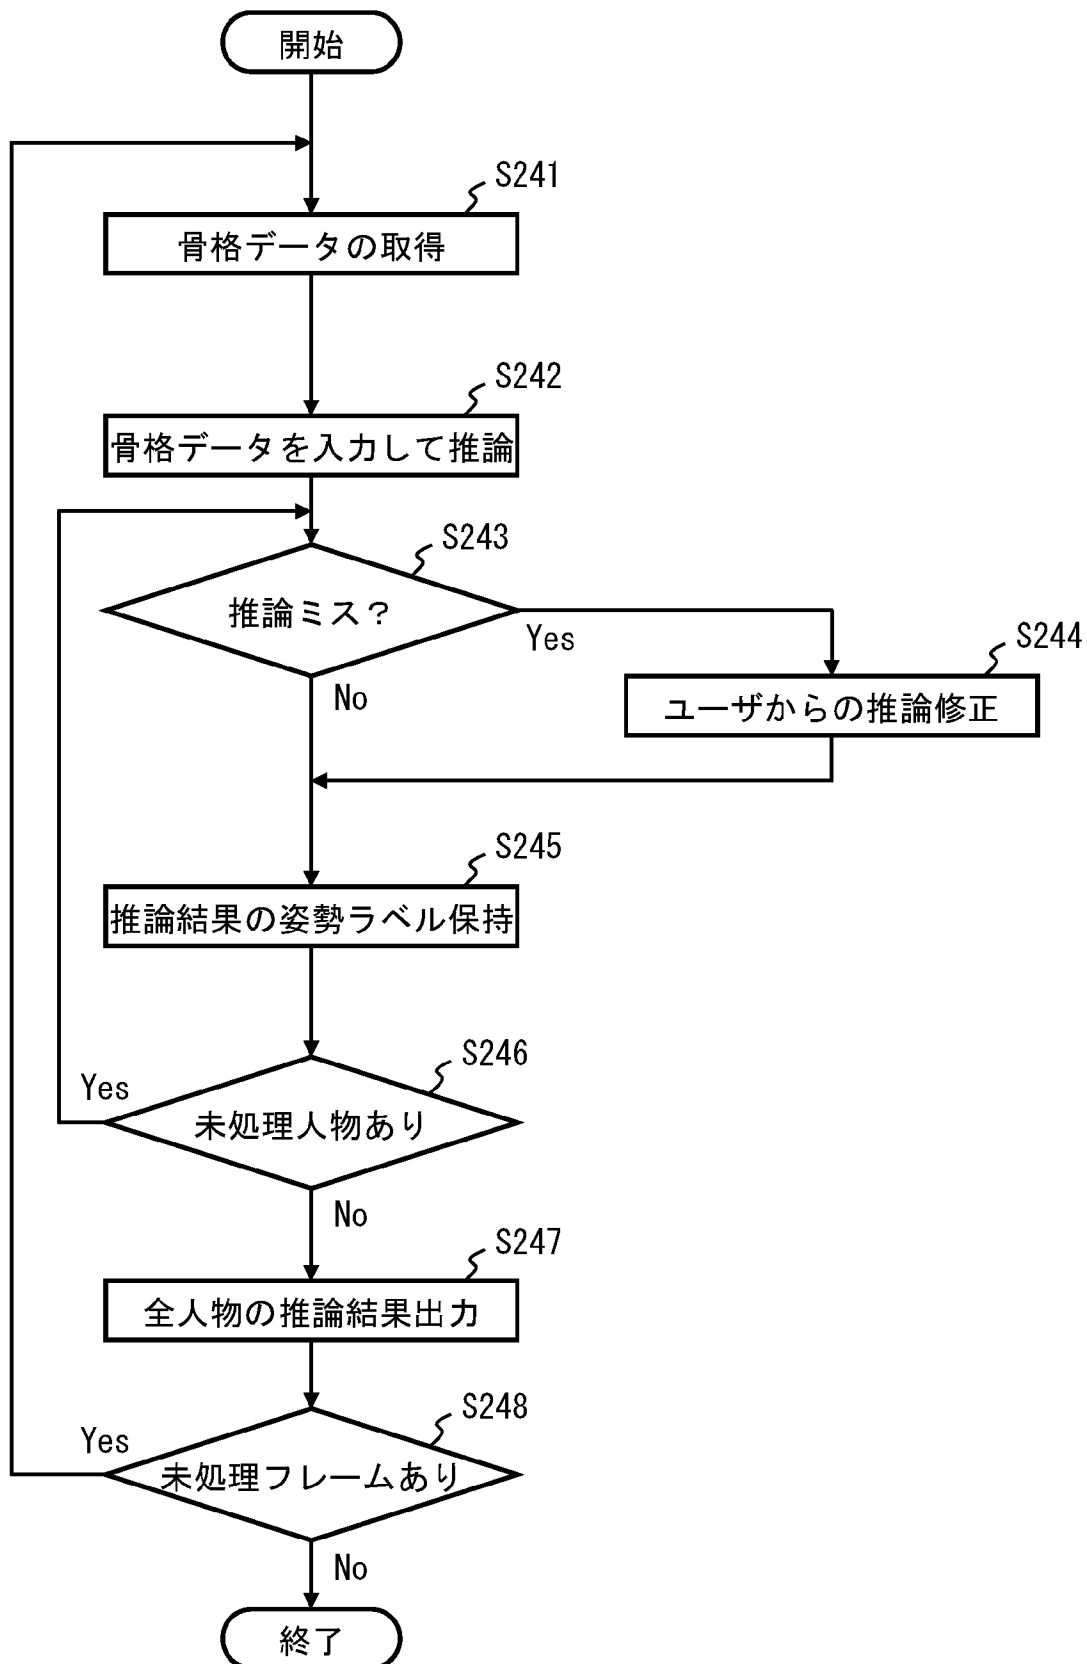 開始
S241
骨格データの取得
S242
骨格データを入力して推論
S243
推論ミス？
Yes
S244
No
ユーザからの推論修正
S245
推論結果の姿勢ラベル保持
S246
Yes
未処理人物あり
No
S247
全人物の推論結果出力
S248
Yes
未処理フレームあり
No
終了